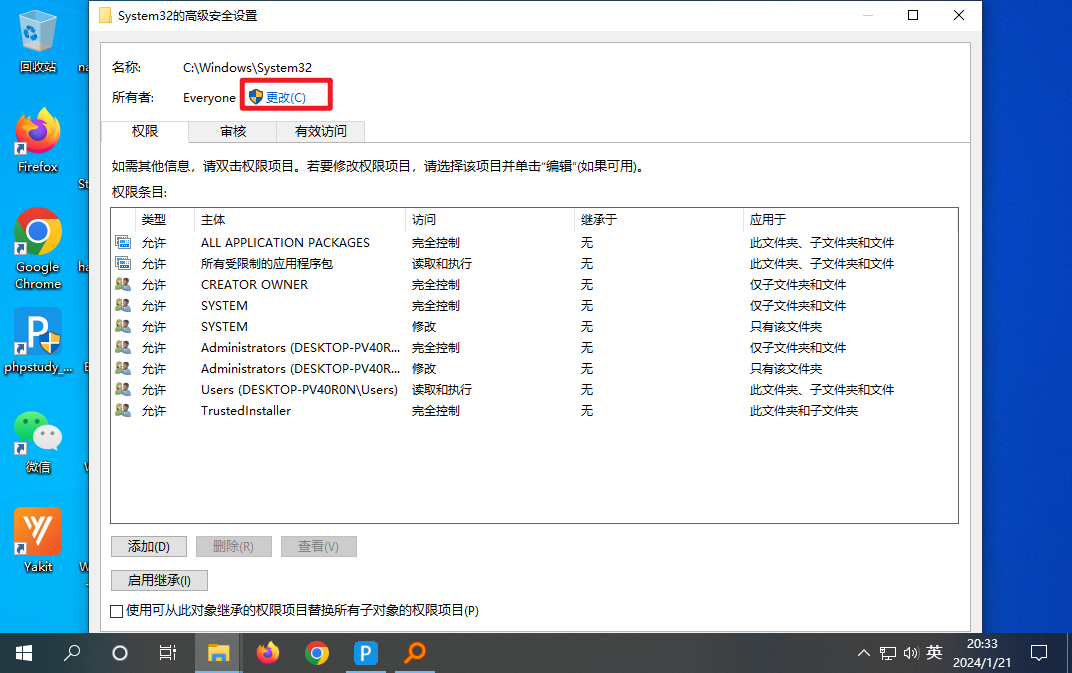 System32的高级安全设置
回收站
Firefox
Google
Chrome
phpstudy_...
微信
Yakit
名称: C:\Windows\System32
所有者: Everyone 更改(C)
权限 审核 有效访问
如需其他信息，请双击权限项目。若要修改权限项目，请选择该项目并单击"编辑"(如果可用)。
权限条目:
类型 主体 访问 继承于 应用于
允许 ALL APPLICATION PACKAGES 完全控制 无 此文件夹、子文件夹和文件
允许 所有受限制的应用程序包 读取和执行 无 此文件夹、子文件夹和文件
允许 CREATOR OWNER 完全控制 无 仅子文件夹和文件
允许 SYSTEM 完全控制 无 仅子文件夹和文件
允许 SYSTEM 修改 无 只有该文件夹
允许 Administrators (DESKTOP-PV40R... 完全控制 无 仅子文件夹和文件
允许 Administrators (DESKTOP-PV40R... 修改 无 只有该文件夹
允许 Users (DESKTOP-PV40R0N\Users) 读取和执行 无 此文件夹、子文件夹和文件
允许 TrustedInstaller 完全控制 无 此文件夹和子文件夹
添加(D) 删除(R) 查看(V)
启用继承(I)
使用可从此对象继承的权限项目替换所有子对象的权限项目(P)
英
20:33
2024/1/21